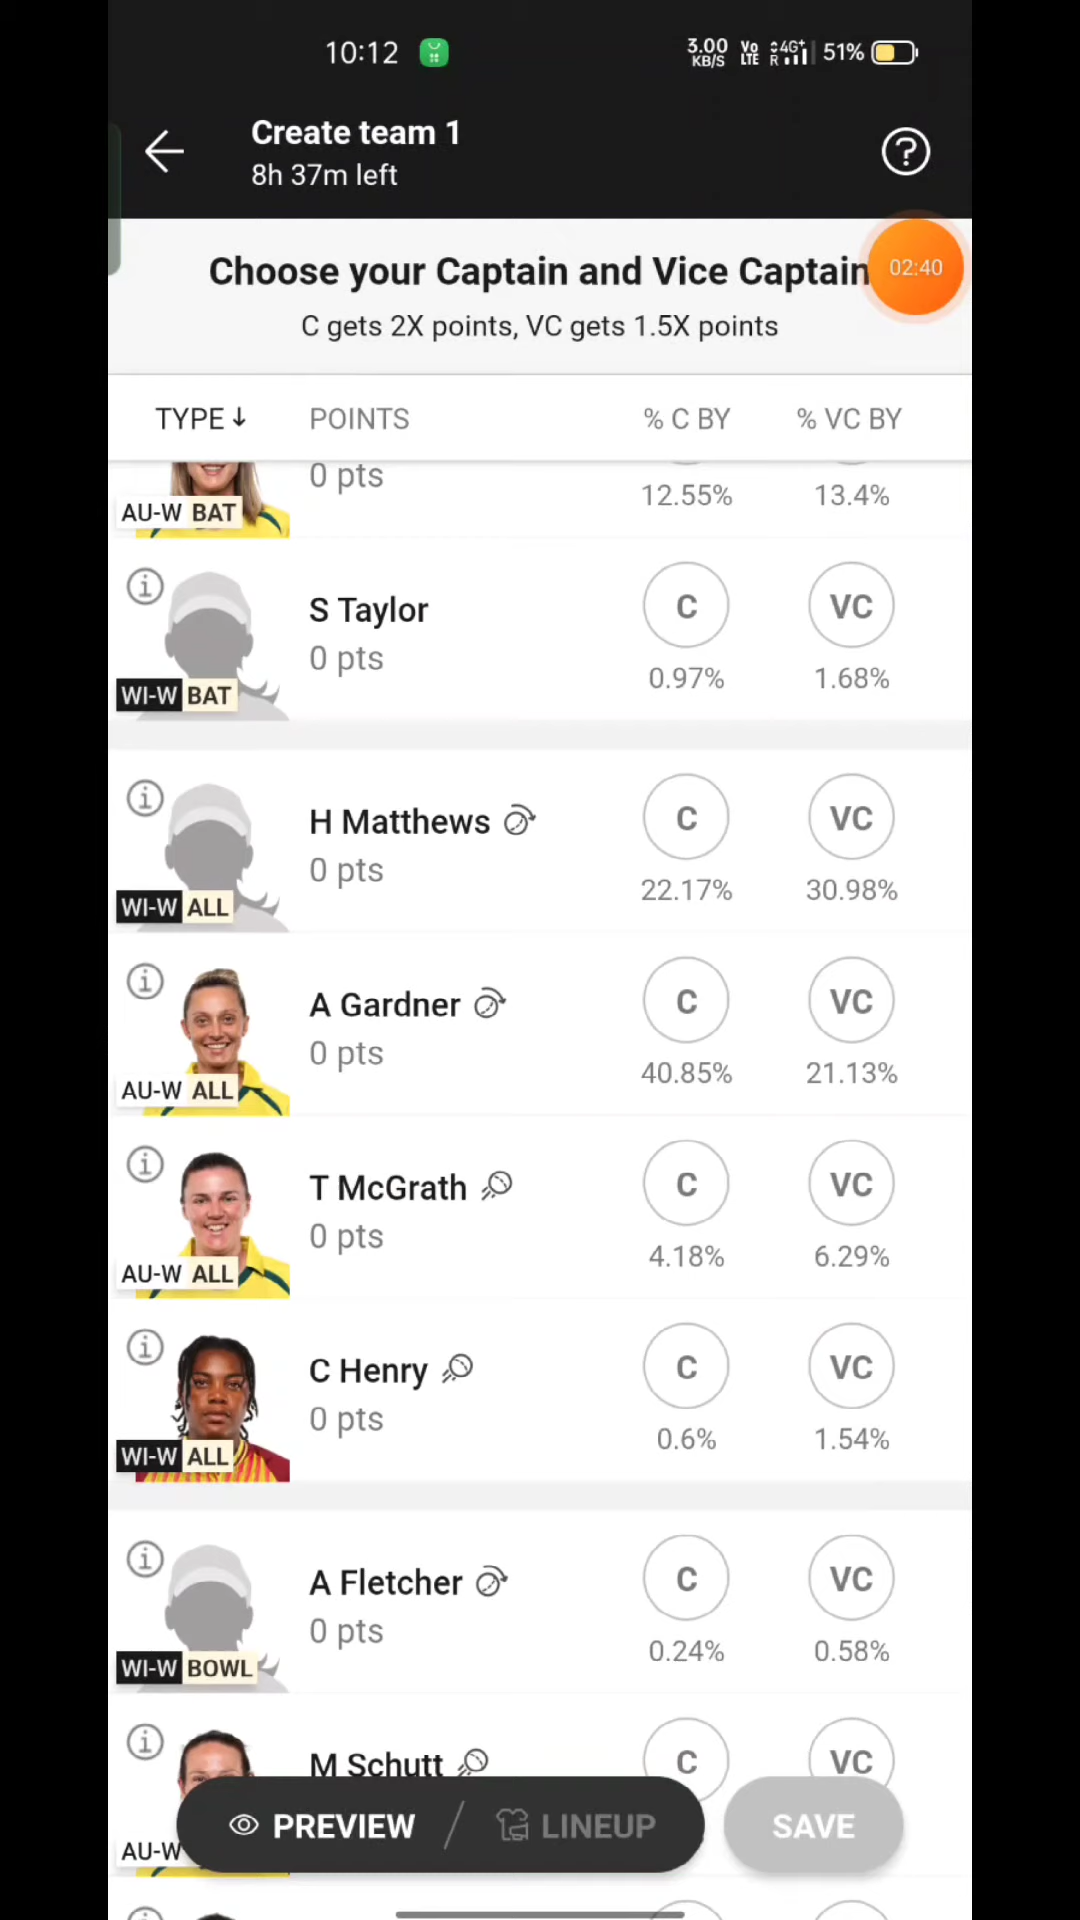 10:12
3.00 KB/S Vo LTE 4G+ R 51%
Create team 1
8h 37m left
Choose your Captain and Vice Captain
02:40
C gets 2X points, VC gets 1.5X points
TYPE↓ POINTS % C BY % VC BY
0 pts
12.55% 13.4%
AU-W BAT
S Taylor C VC
0 pts
0.97% 1.68%
WI-W BAT
H Matthews C VC
0 pts
22.17% 30.98%
WI-W ALL
A Gardner C VC
0 pts
40.85% 21.13%
AU-W ALL
T McGrath C VC
0 pts
4.18% 6.29%
AU-W ALL
C Henry C VC
0 pts
0.6% 1.54%
WI-W ALL
A Fletcher C VC
0 pts
0.24% 0.58%
WI-W BOWL
M Schutt C VC
PREVIEW / LINEUP SAVE
AU-W